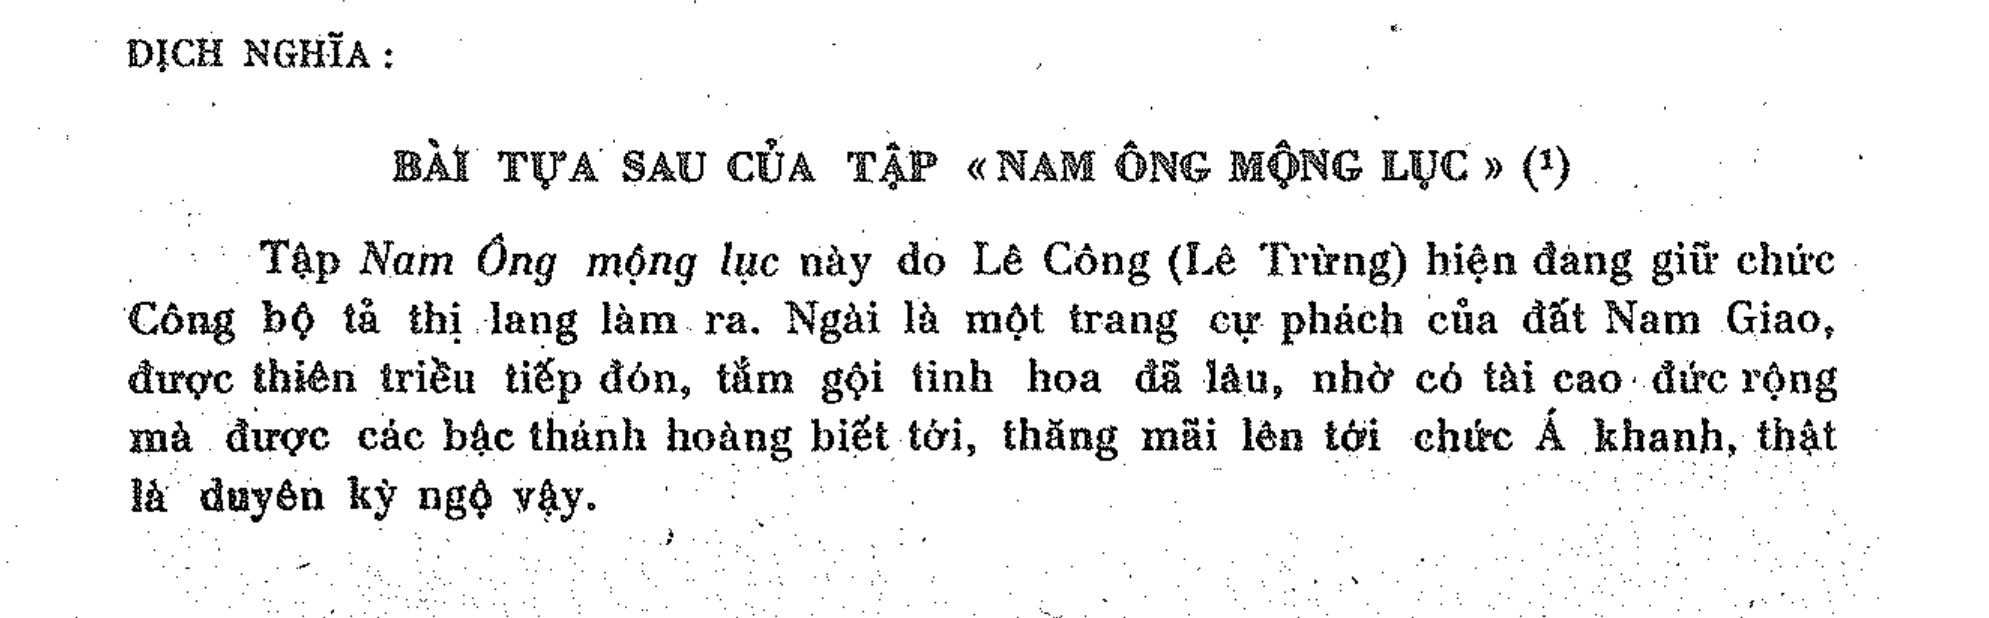 DỊCH NGHĨA :
BÀI TỰA SAU CỦA TẬP « NAM ÔNG MỘNG LỤC » (¹)
Tập Nam Ông mộng lục này do Lê Công (Lê Trừng) hiện đang giữ chức
Công bộ tả thị lang làm ra. Ngài là một trang cự phách của đất Nam Giao,
được thiên triều tiếp đón, tắm gội tinh hoa đã lâu, nhờ có tài cao đức rộng
mà được các bậc thánh hoàng biết tới, thăng mãi lên tới chức Á khanh, thật
là duyên kỳ ngộ vậy.